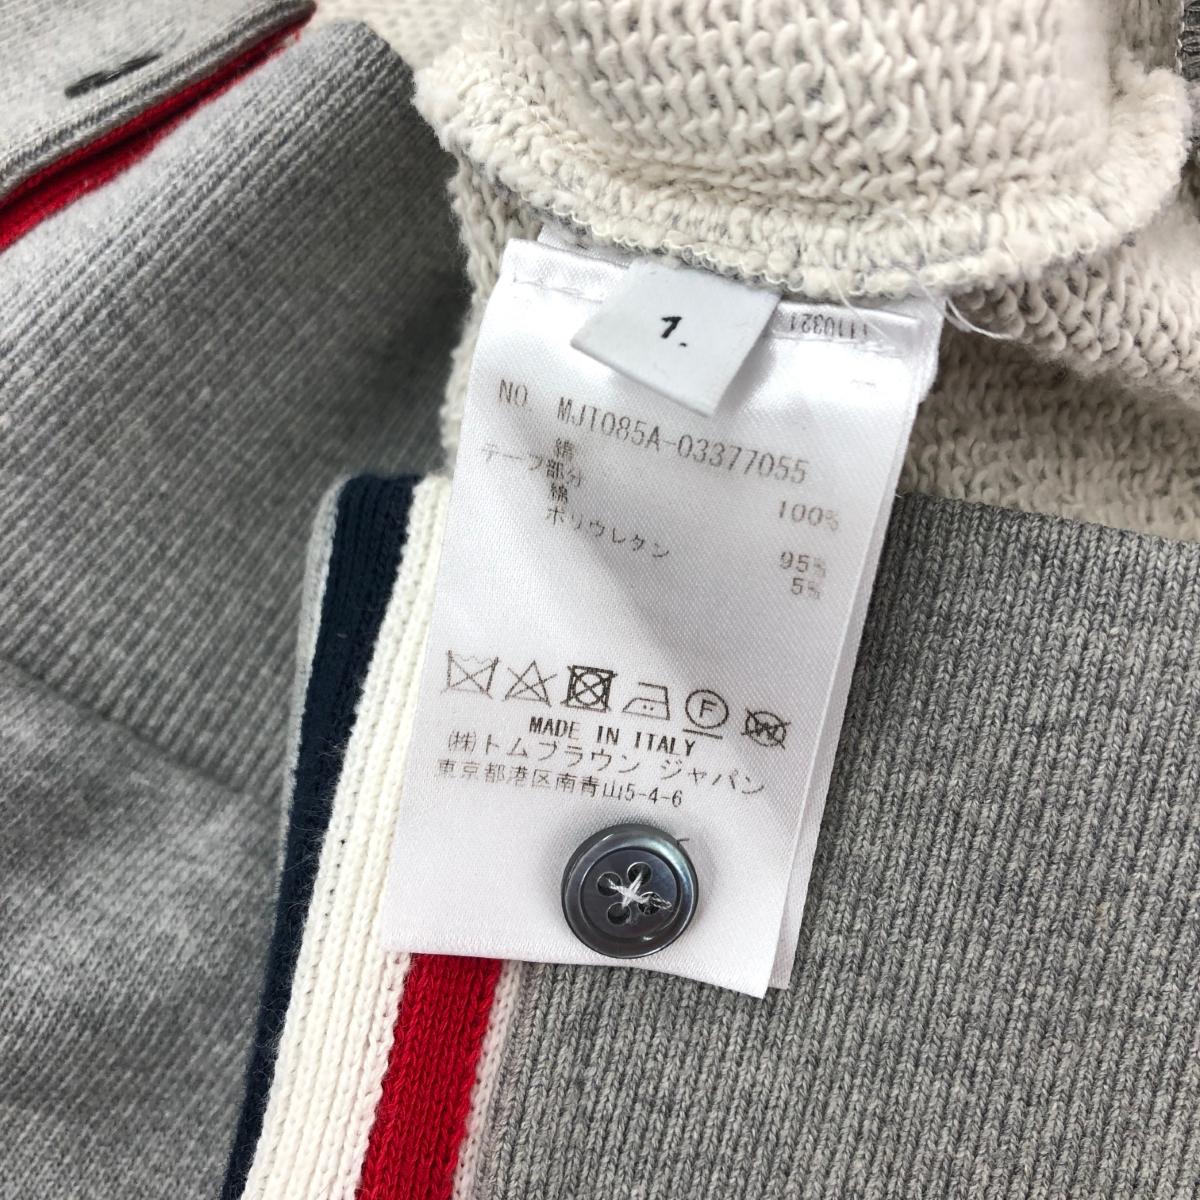 7.
1110321
NO. MJT085A-03377055
綿 100%
テープ部分
綿 95%
ポリウレタン 5%
F
W
MADE IN ITALY
(株)トムブラウン ジャパン
東京都港区南青山5-4-6